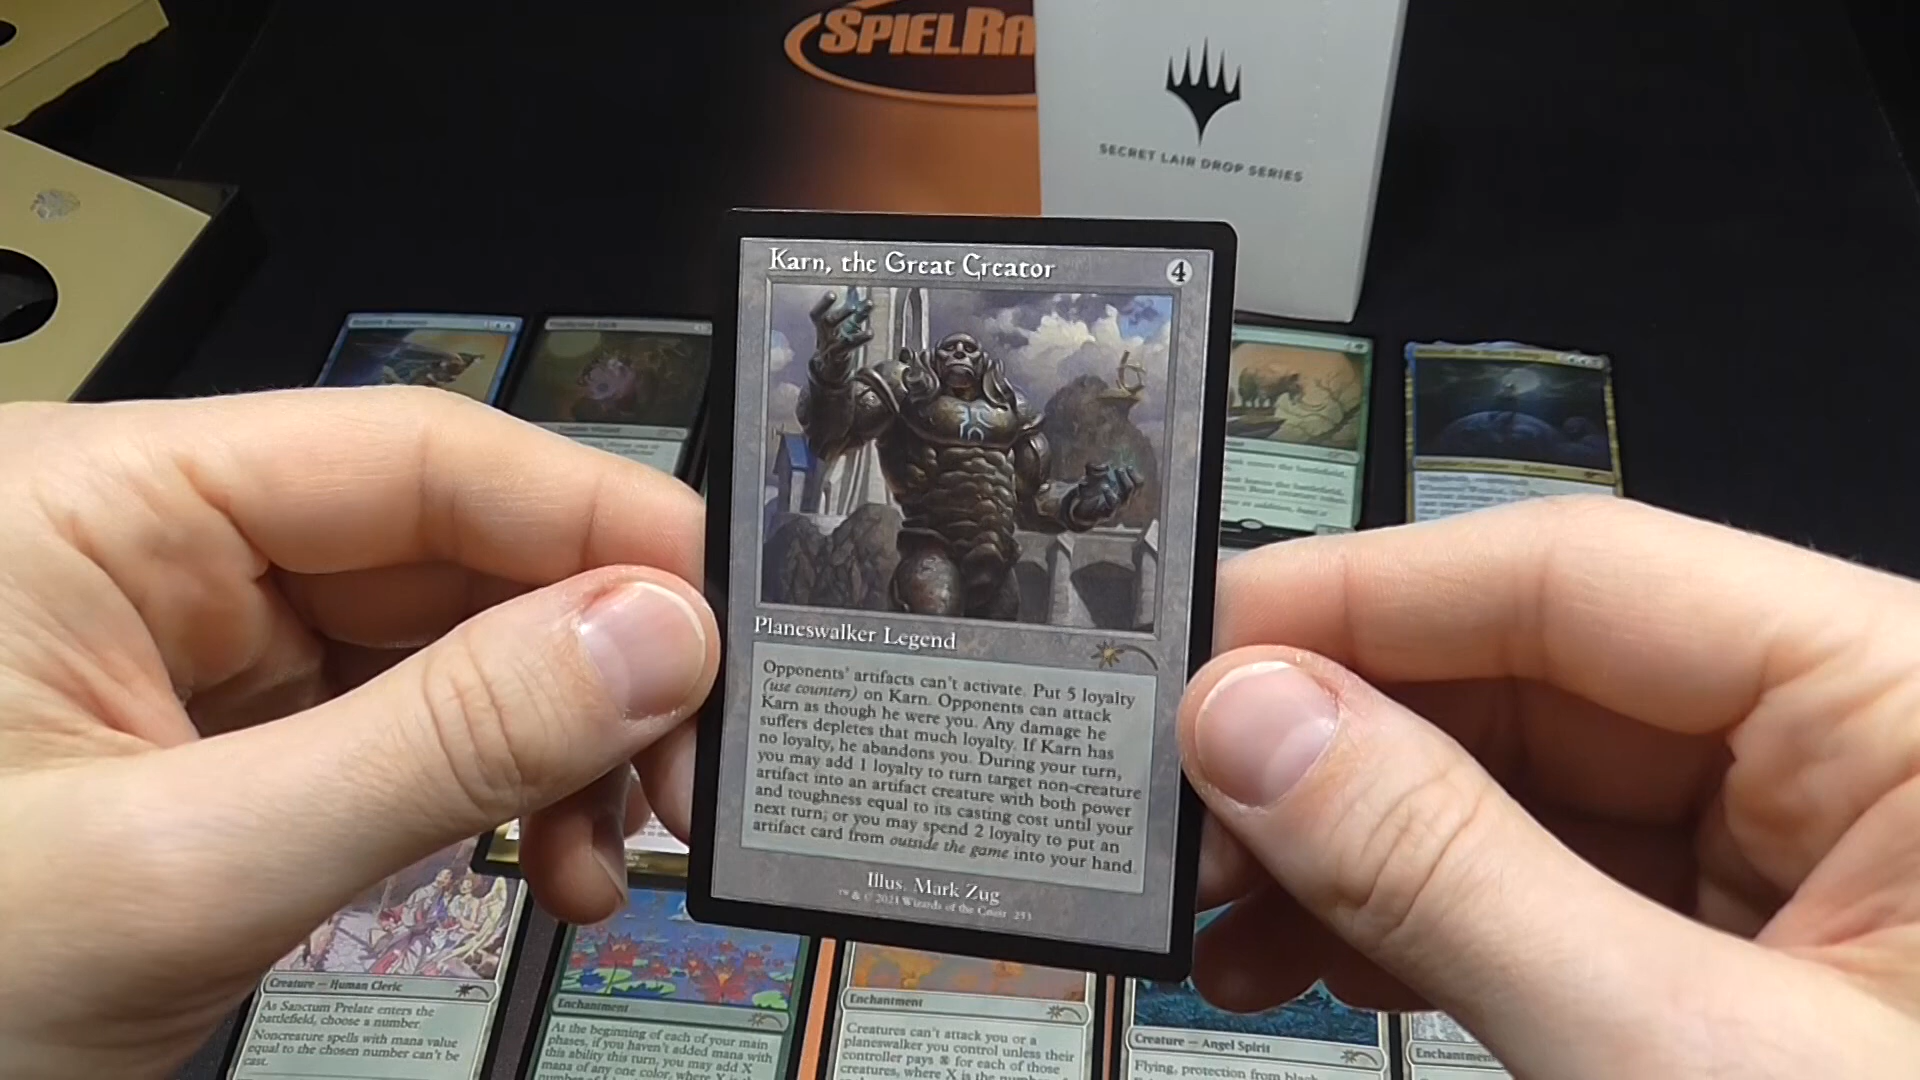 SPIELRA
SECRET LAIR DROP SERIES
Karn, the Great Creator 4
Planeswalker Legend
Opponents' artifacts can't activate. Put 5 loyalty
(use counters) on Karn. Opponents can attack
Karn as though he were you. Any damage he
suffers depletes that much loyalty. If Karn has
no loyalty, he abandons you. During your turn,
you may add 1 loyalty to turn target non-creature
artifact into an artifact creature with both power
and toughness equal to its casting cost until your
next turn; or you may spend 2 loyalty to put an
artifact card from outside the game into your hand.
Illus. Mark Zug
™ & © 2021 Wizards of the Coast 253
Creature — Human Cleric
As Sanctum Prelate enters the
battlefield, choose a number.
Noncreature spells with mana value
equal to the chosen number can't be
cast.
Enchantment
At the beginning of each of your main
phases, if you haven't added mana with
this ability this turn, you may add X
mana of any one color, where X is the
Enchantment
Creatures can't attack you or a
planeswalker you control unless their
controller pays X for each of those
creatures, where X is the number of
Creature — Angel Spirit
Flying, protection from black
Enchantment